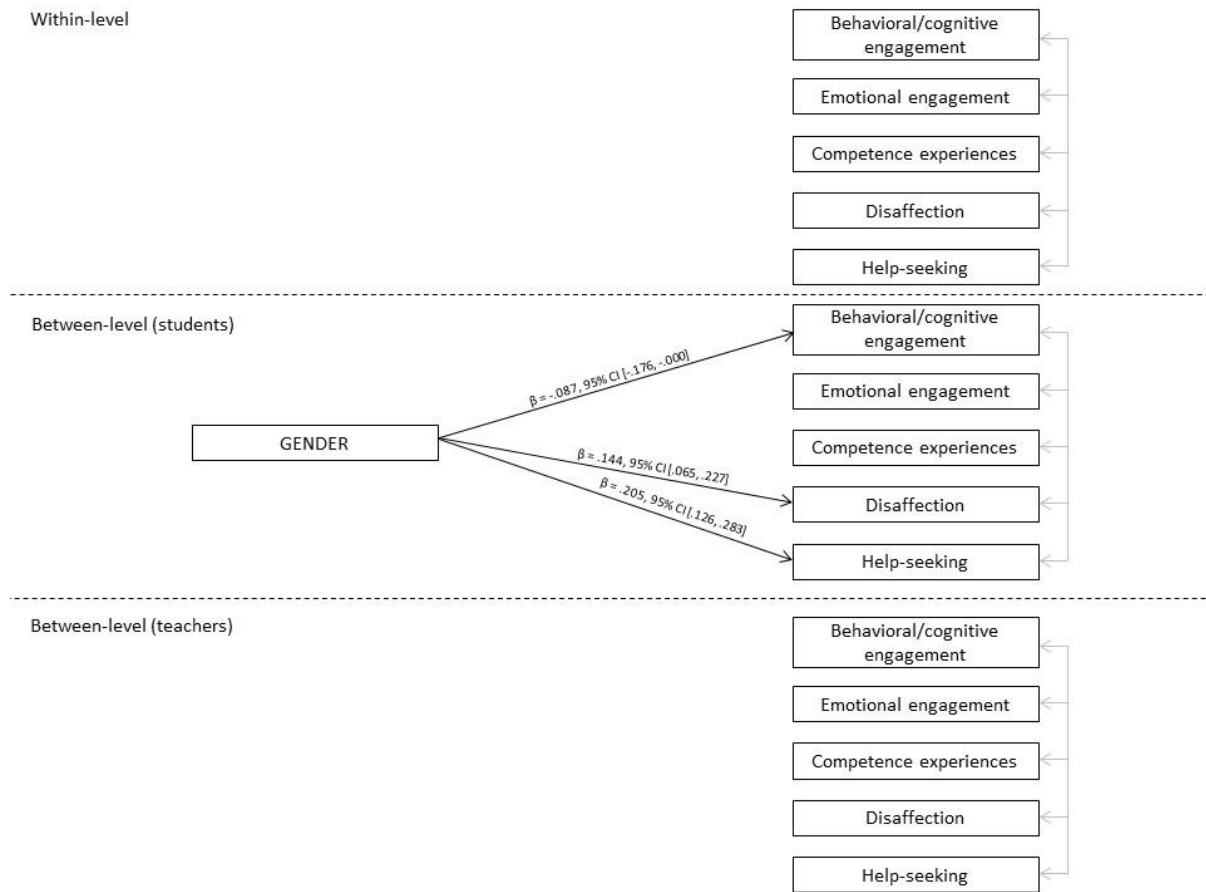 Within-level
Behavioral/cognitive
engagement
Emotional engagement
Competence experiences
Disaffection
Help-seeking
Between-level (students)
Behavioral/cognitive
engagement
β = -.087, 95% CI [-.176, -.000]
Emotional engagement
GENDER
Competence experiences
β = .144, 95% CI [.065, .227]
Disaffection
β = .205, 95% CI [.126, .283]
Help-seeking
Between-level (teachers)
Behavioral/cognitive
engagement
Emotional engagement
Competence experiences
Disaffection
Help-seeking